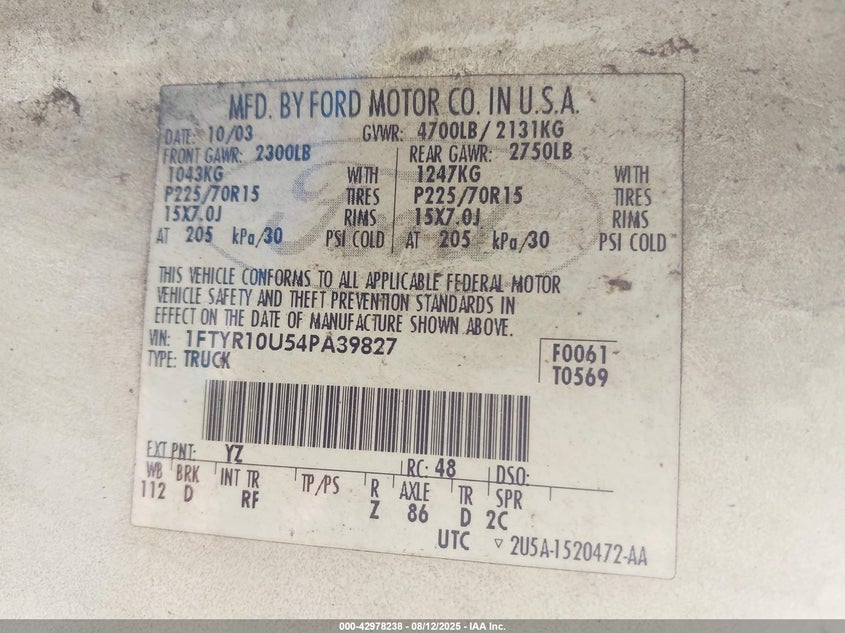 MFD. BY FORD MOTOR CO. IN U.S.A.
DATE: 10/03 GVWR: 4700LB/ 2131KG
FRONT GAWR: 2300LB REAR GAWR: 2750LB
1043KG WITH 1247KG WITH
P225/70R15 TIRES P225/70R15 TIRES
15X7.0J RIMS 15X7.0J RIMS
AT 205 kPa/30 PSI COLD AT 205 kPa/30 PSI COLD
Ford
THIS VEHICLE CONFORMS TO ALL APPLICABLE FEDERAL MOTOR
VEHICLE SAFETY AND THEFT PREVENTION STANDARDS IN
EFFECT ON THE DATE OF MANUFACTURE SHOWN ABOVE.
VIN: 1FTYR10U54PA39827 F0061
TYPE: TRUCK T0569
EXT PNT: YZ RC: 48 DSO:
WB BRK INT TR TP/PS R AXLE TR SPR
112 D RF Z 86 D 2C
UTC ▽ 2U5A-1520472-AA
000-42978238 - 08/12/2025 - IAA Inc.